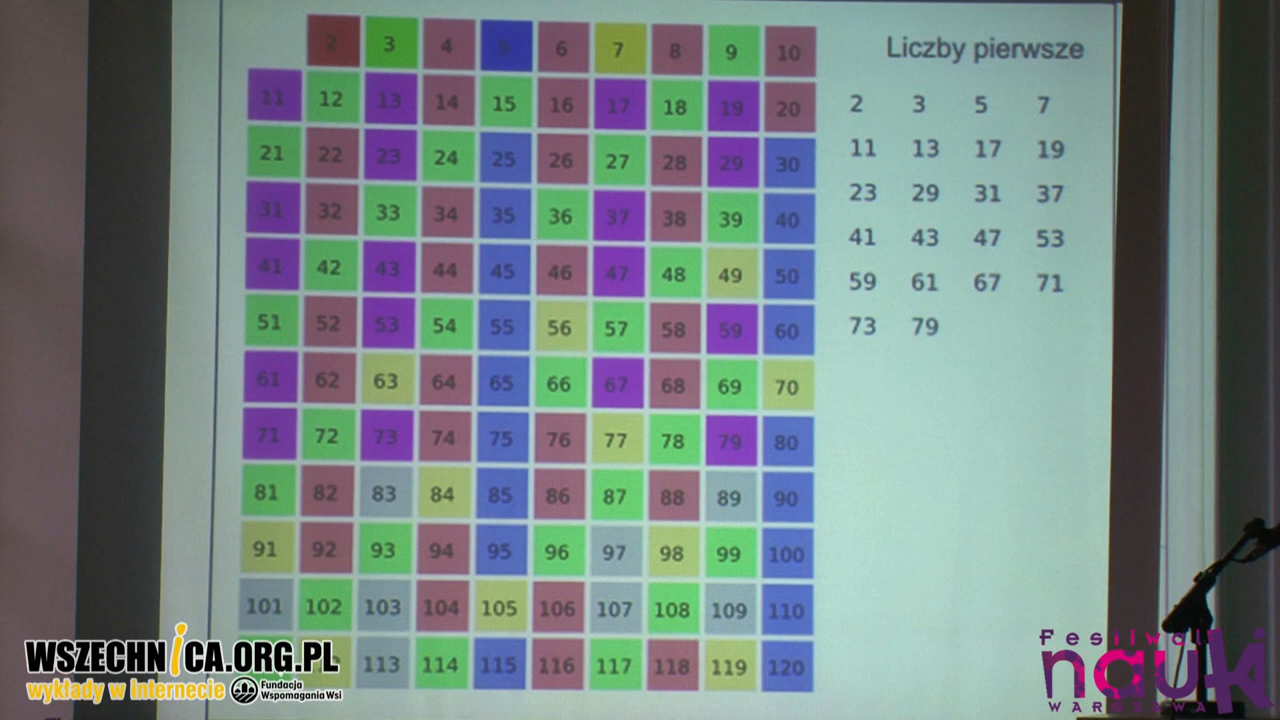 2 3 4 5 6 7 8 9 10
Liczby pierwsze
11 12 13 14 15 16 17 18 19 20
21 22 23 24 25 26 27 28 29 30
31 32 33 34 35 36 37 38 39 40
41 42 43 44 45 46 47 48 49 50
51 52 53 54 55 56 57 58 59 60
61 62 63 64 65 66 67 68 69 70
71 72 73 74 75 76 77 78 79 80
81 82 83 84 85 86 87 88 89 90
91 92 93 94 95 96 97 98 99 100
101 102 103 104 105 106 107 108 109 110
113 114 115 116 117 118 119 120
2 3 5 7
11 13 17 19
23 29 31 37
41 43 47 53
59 61 67 71
73 79
WSZECHNICA.ORG.PL
wykłady w Internecie
Fundacja
Wspomagania Wsi
Festiwal
nauki
WARSZAWA